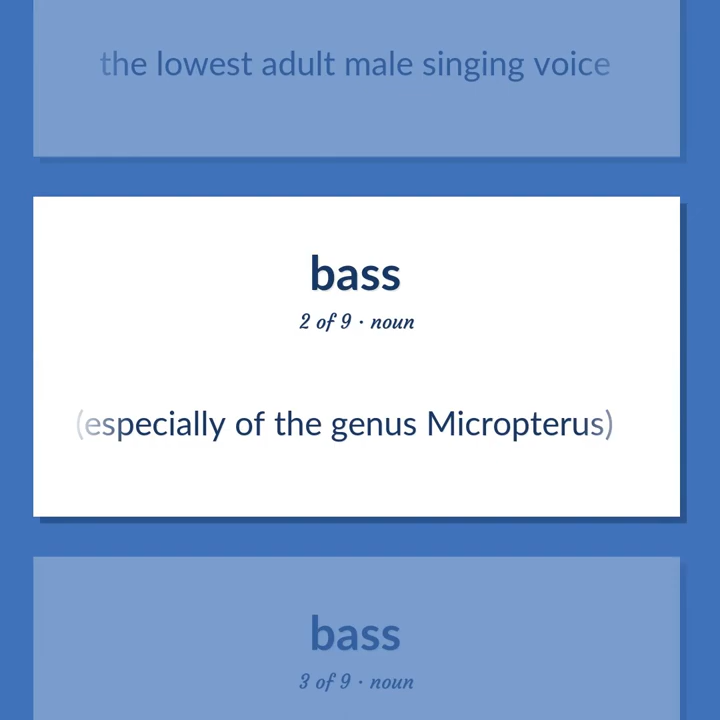 the lowest adult male singing voice
bass
2 of 9 · noun
(especially of the genus Micropterus)
bass
3 of 9 · noun